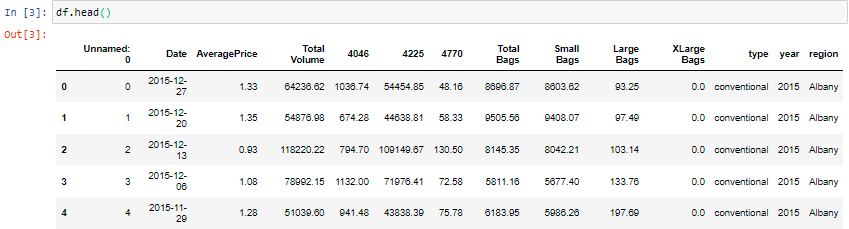 In [3]: df.head()
Out[3]:
Unnamed: 0 Date AveragePrice Total Volume 4046 4225 4770 Total Bags Small Bags Large Bags XLarge Bags type year region
0 0 2015-12-27 1.33 64236.62 1036.74 54454.85 48.16 8696.87 8603.62 93.25 0.0 conventional 2015 Albany
1 1 2015-12-20 1.35 54876.98 674.28 44638.81 58.33 9505.56 9408.07 97.49 0.0 conventional 2015 Albany
2 2 2015-12-13 0.93 118220.22 794.70 109149.67 130.50 8145.35 8042.21 103.14 0.0 conventional 2015 Albany
3 3 2015-12-06 1.08 78992.15 1132.00 71976.41 72.58 5811.16 5677.40 133.76 0.0 conventional 2015 Albany
4 4 2015-11-29 1.28 51039.60 941.48 43838.39 75.78 6183.95 5986.26 197.69 0.0 conventional 2015 Albany